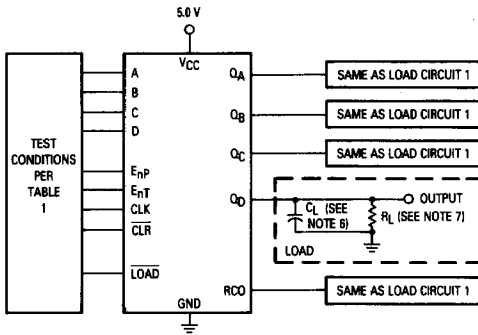 5.0 V
VCC
TEST
CONDITIONS
PER
TABLE
1
A
B
C
D
EnP
EnT
CLK
CLR
LOAD
GND
QA
QB
QC
QD
RCO
SAME AS LOAD CIRCUIT 1
SAME AS LOAD CIRCUIT 1
SAME AS LOAD CIRCUIT 1
OUTPUT
CL (SEE
NOTE 6)
RL (SEE NOTE 7)
LOAD
SAME AS LOAD CIRCUIT 1